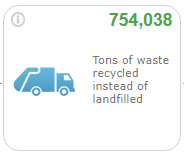 754,038
Tons of waste
recycled
instead of
landfilled